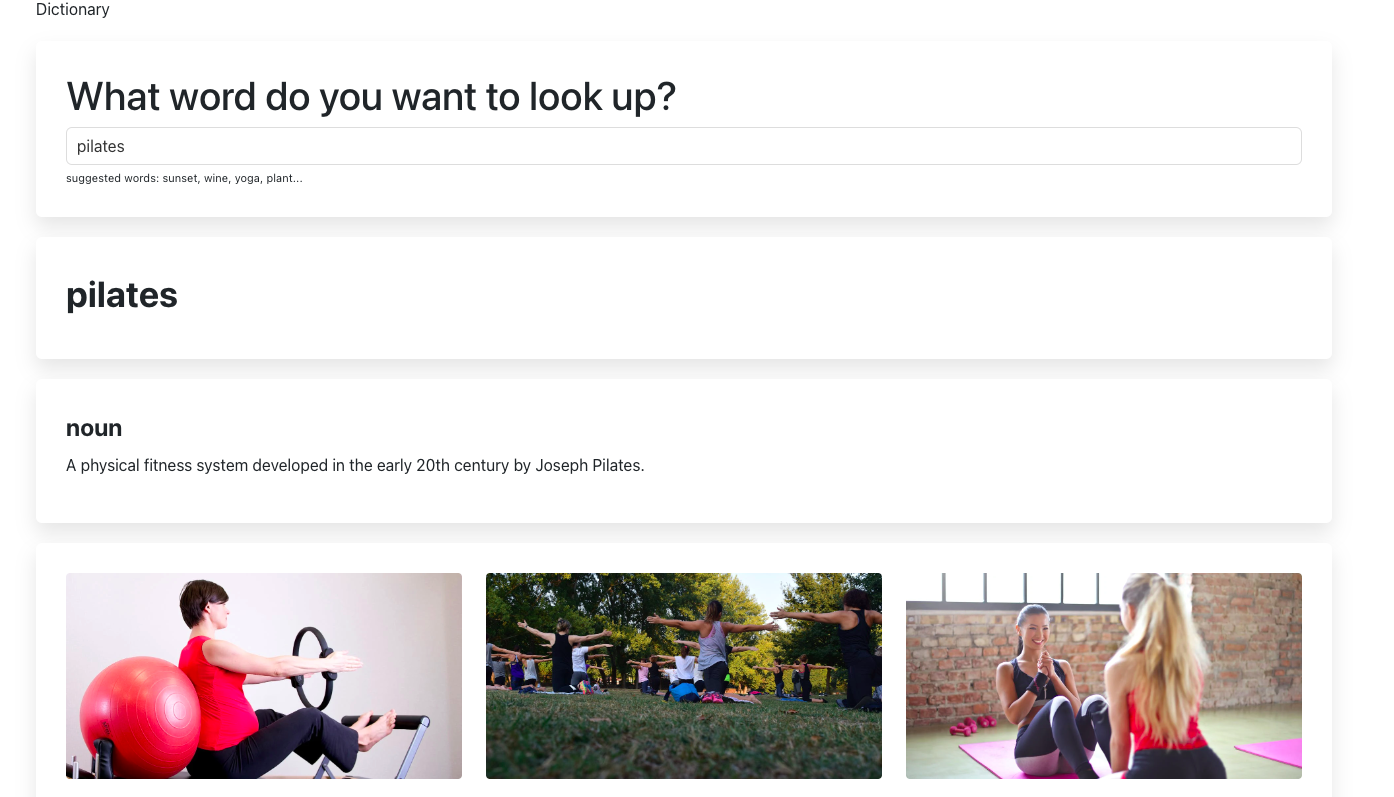 Dictionary
What word do you want to look up?
pilates
suggested words: sunset, wine, yoga, plant...
pilates
noun
A physical fitness system developed in the early 20th century by Joseph Pilates.